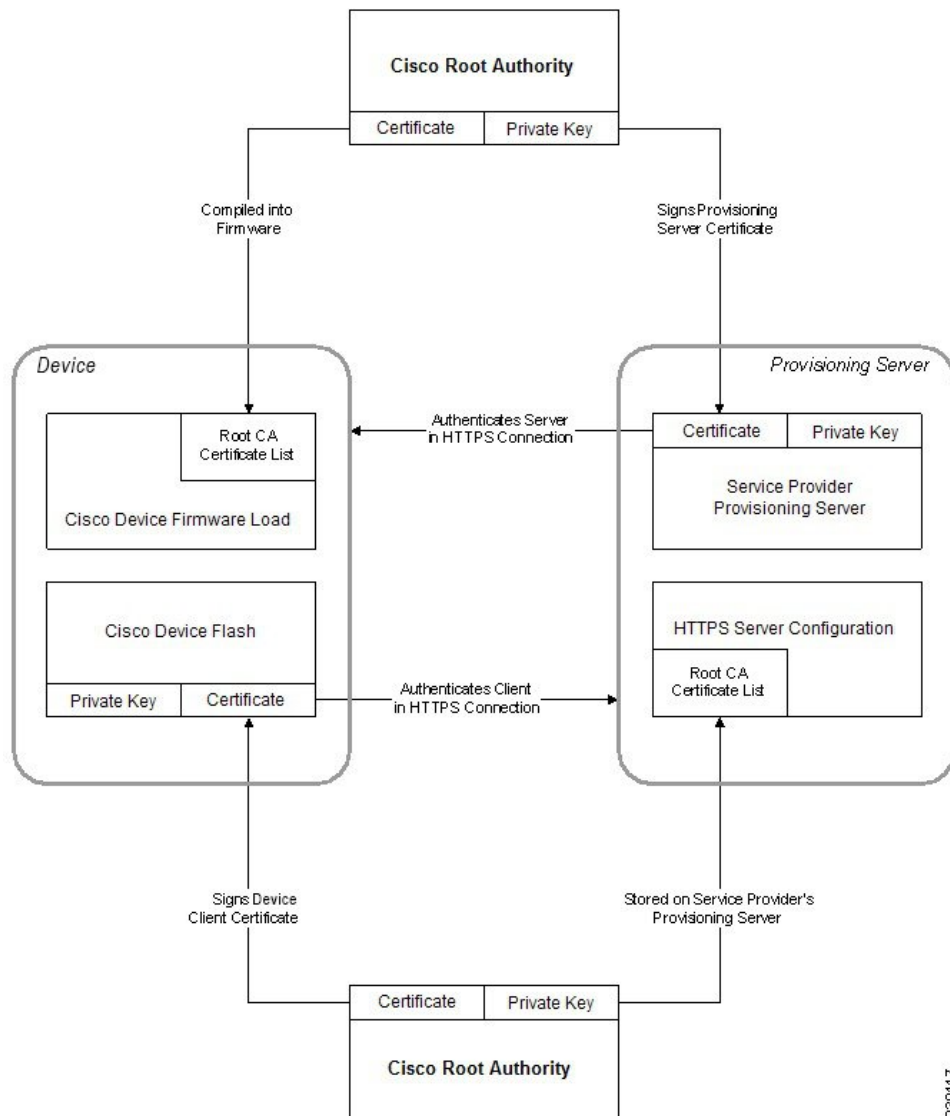 Cisco Root Authority
Certificate
Private Key
Compiled into
Firmware
Signs Provisioning
Server Certificate
Device
Provisioning Server
Root CA
Certificate List
Cisco Device Firmware Load
Authenticates Server
in HTTPS Connection
Certificate
Private Key
Service Provider
Provisioning Server
Cisco Device Flash
Private Key
Certificate
Authenticates Client
in HTTPS Connection
HTTPS Server Configuration
Root CA
Certificate List
Signs Device
Client Certificate
Stored on Service Provider's
Provisioning Server
Certificate
Private Key
Cisco Root Authority